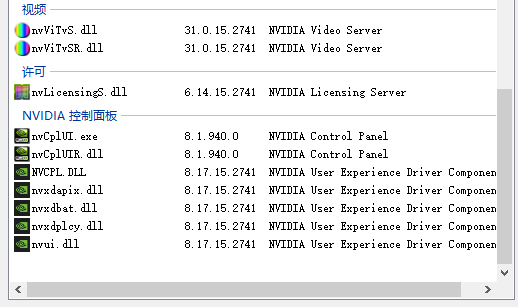 视频
nvViTvS.dll 31.0.15.2741 NVIDIA Video Server
nvViTvSR.dll 31.0.15.2741 NVIDIA Video Server
许可
nvLicensingS.dll 6.14.15.2741 NVIDIA Licensing Server
NVIDIA 控制面板
nvCplUI.exe 8.1.940.0 NVIDIA Control Panel
nvCplUIR.dll 8.1.940.0 NVIDIA Control Panel
NVCPL.DLL 8.17.15.2741 NVIDIA User Experience Driver Componen
nvxdapix.dll 8.17.15.2741 NVIDIA User Experience Driver Componen
nvxdbat.dll 8.17.15.2741 NVIDIA User Experience Driver Componen
nvxdplcy.dll 8.17.15.2741 NVIDIA User Experience Driver Componen
nvui.dll 8.17.15.2741 NVIDIA User Experience Driver Componen